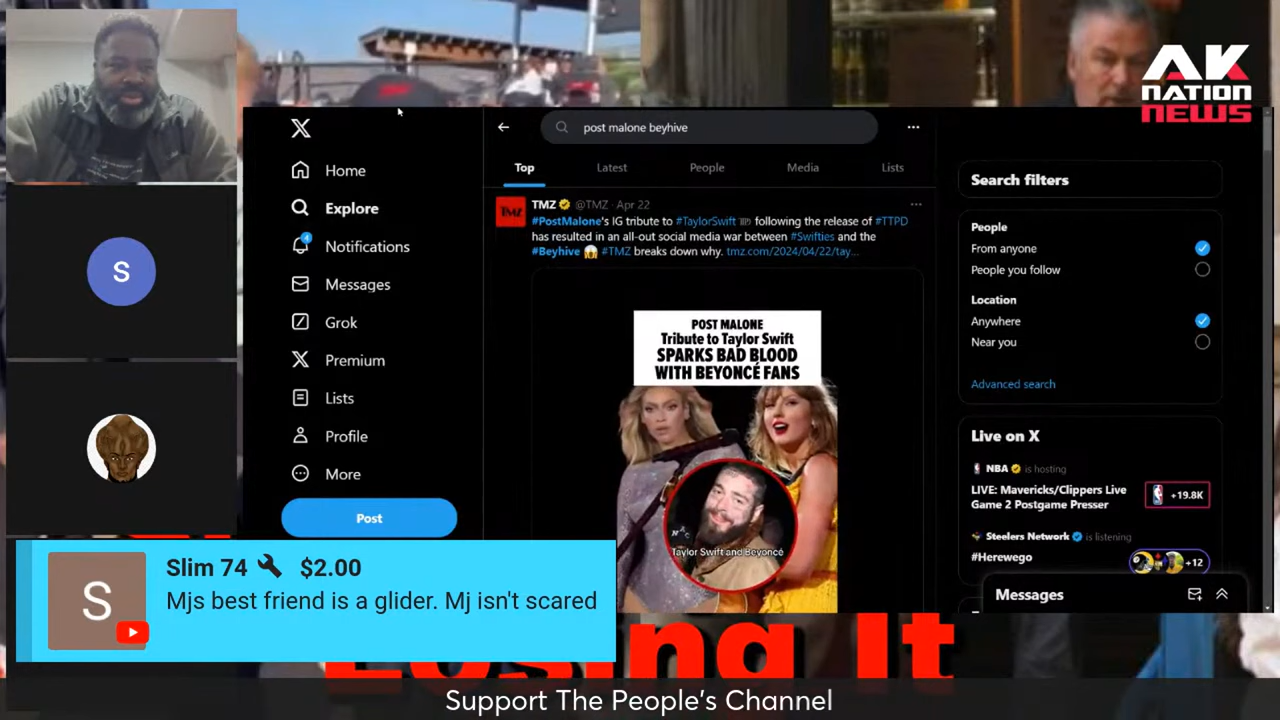 AK
NATION
NEWS
S
X
Home
Explore
4
Notifications
Messages
Grok
Premium
Lists
Profile
More
Post
post malone beyhive
Top
Latest
People
Media
Lists
TMZ
TMZ @TMZ · Apr 22
#PostMalone's IG tribute to #TaylorSwift following the release of #TTPD
has resulted in an all-out social media war between #Swifties and the
#Beyhive 😱 #TMZ breaks down why. tmz.com/2024/04/22/tay...
POST MALONE
Tribute to Taylor Swift
SPARKS BAD BLOOD
WITH BEYONCÉ FANS
Taylor Swift and Beyoncé
Search filters
People
From anyone
People you follow
Location
Anywhere
Near you
Advanced search
Live on X
NBA is hosting
LIVE: Mavericks/Clippers Live
Game 2 Postgame Presser
+19.8K
Steelers Network is listening
#Herewego
+12
Messages
S
Slim 74 $2.00
Mjs best friend is a glider. Mj isn't scared
Losing It
Support The People's Channel